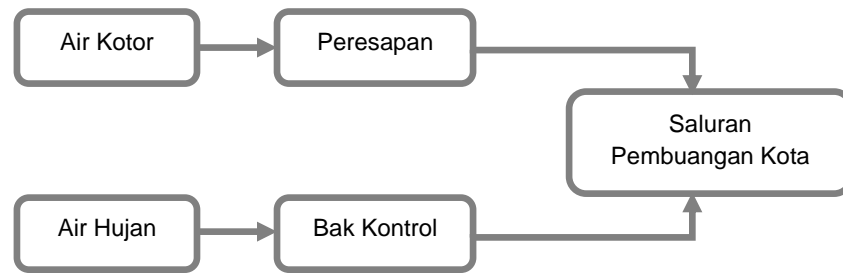 Air Kotor
Peresapan
Saluran
Pembuangan Kota
Air Hujan
Bak Kontrol